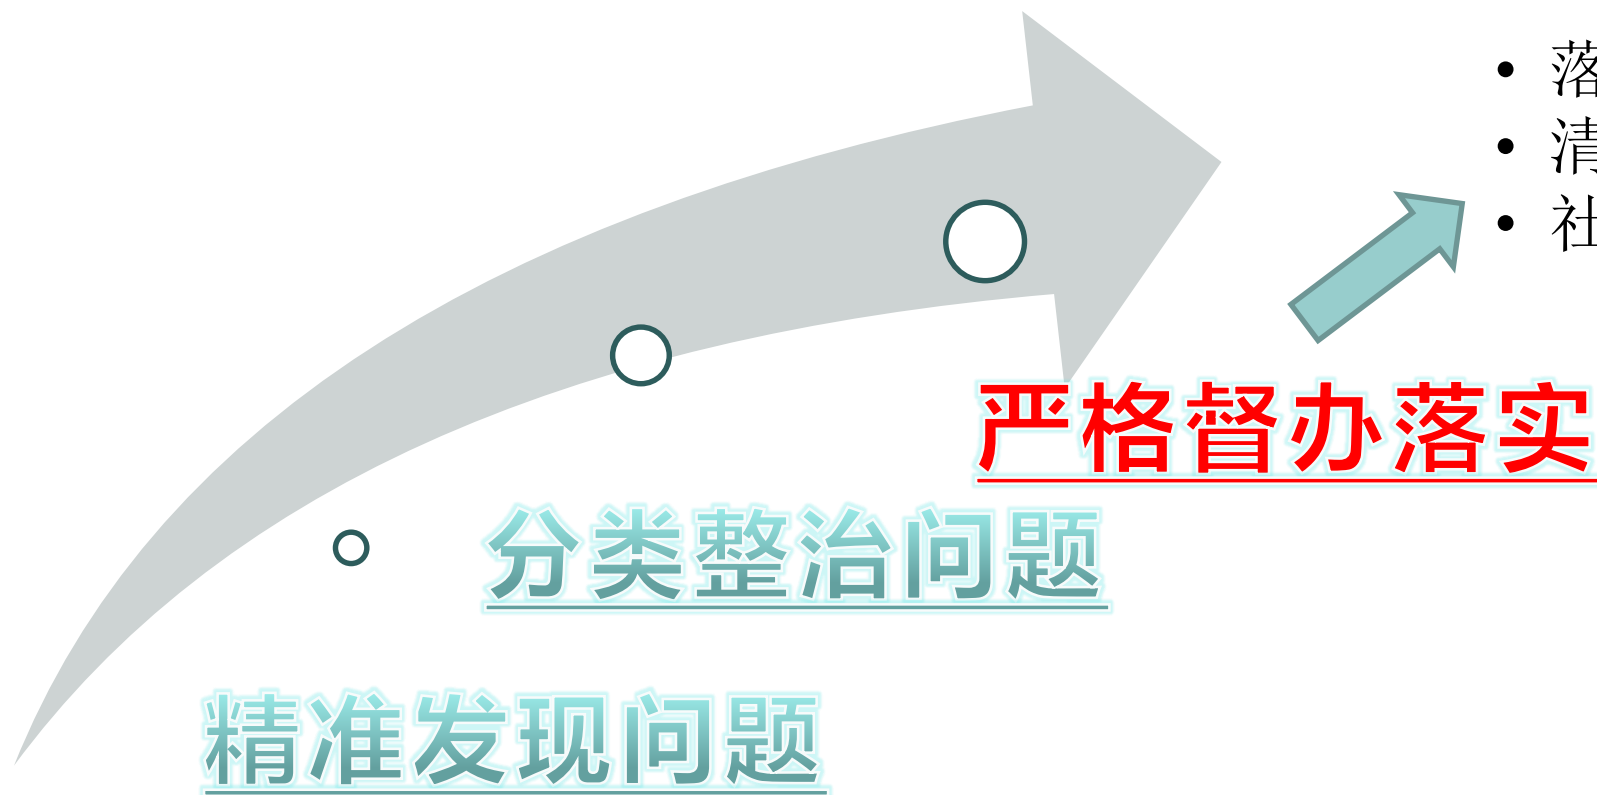 • 落
• 清
• 社
严格督办落实
分类整治问题
精准发现问题